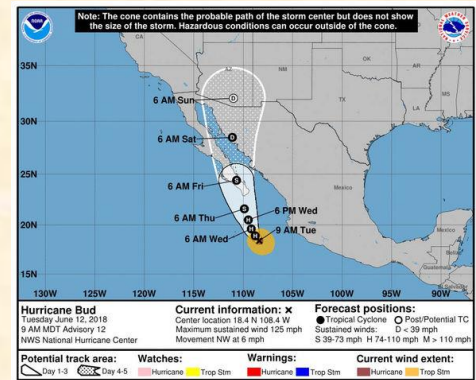 Note: The cone contains the probable path of the storm center but does not show
the size of the storm. Hazardous conditions can occur outside of the cone.
NOAA
CA
AZ
NM
OK
AR
TX
LA
MS
35N
30N
25N
20N
15N
6 AM Sun
D
6 AM Sat
D
6 AM Fri
S
6 AM Thu
S
6 PM Wed
H
6 AM Wed
H
9 AM Tue
H
Mexico
Mexico
Guatemala
130W 125W 120W 115W 110W 105W 100W 95W 90W
Hurricane Bud
Tuesday June 12, 2018
9 AM MDT Advisory 12
NWS National Hurricane Center
Current information: x
Center location 18.4 N 108.4 W
Maximum sustained wind 125 mph
Movement NW at 6 mph
Forecast positions:
Tropical Cyclone Post/Potential TC
Sustained winds: D < 39 mph
S 39-73 mph H 74-110 mph M > 110 mph
Potential track area:
Day 1-3 Day 4-5
Watches:
Hurricane Trop Stm
Warnings:
Hurricane Trop Stm
Current wind extent:
Hurricane Trop Stm